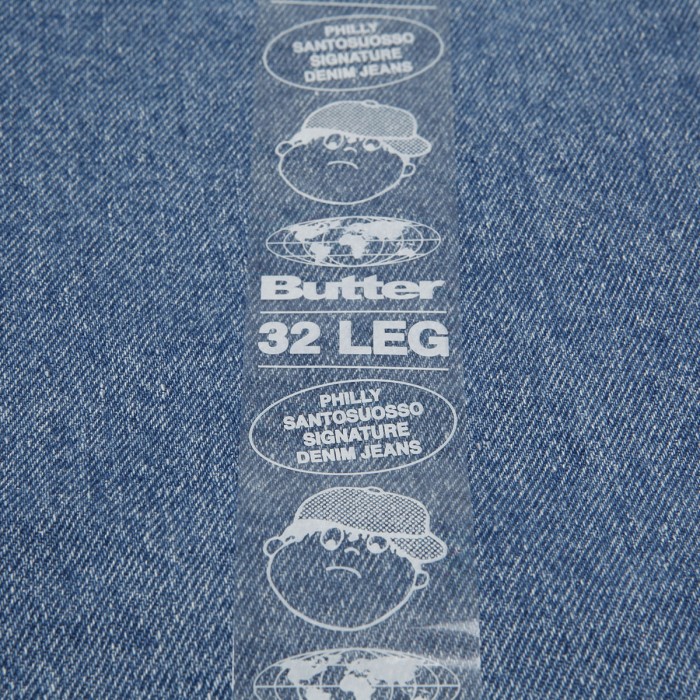 PHILLY
SANTOSUOSSO
SIGNATURE
DENIM JEANS
Butter
32 LEG
PHILLY
SANTOSUOSSO
SIGNATURE
DENIM JEANS